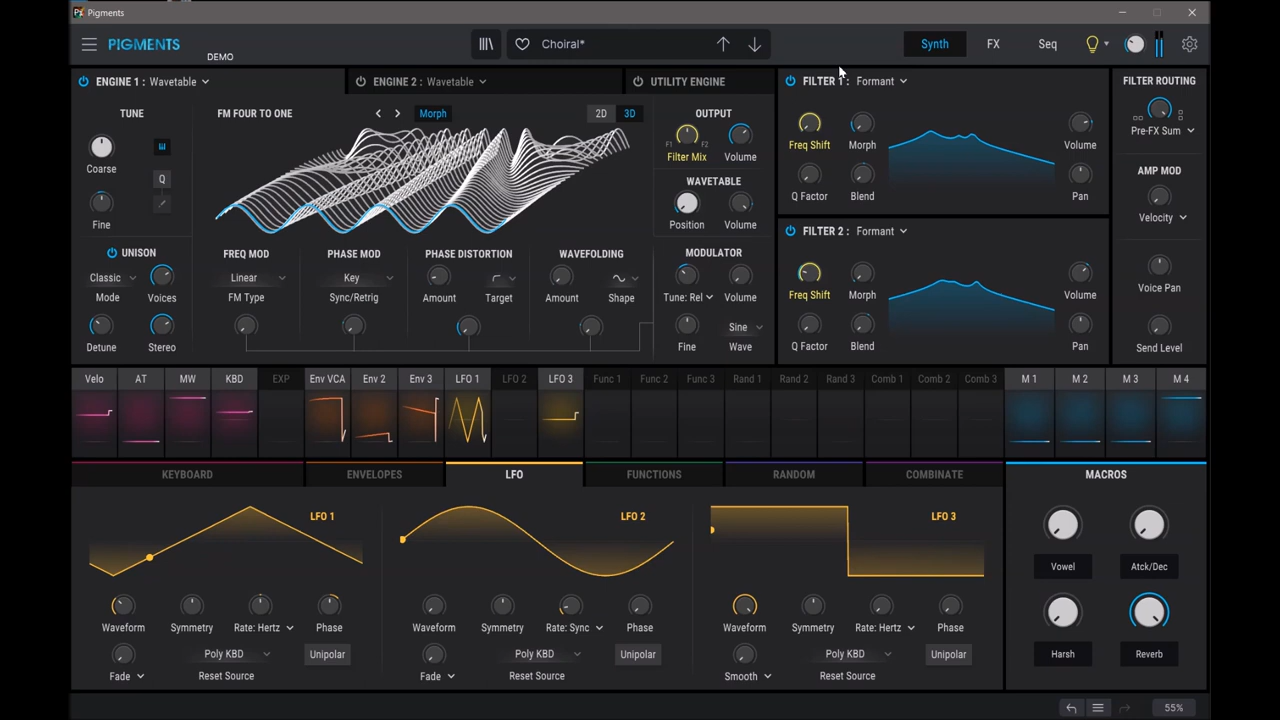 Pigments
PIGMENTS
DEMO
Choiral*
Synth
FX
Seq
ENGINE 1 : Wavetable
ENGINE 2 : Wavetable
UTILITY ENGINE
TUNE
Coarse
Q
Fine
FM FOUR TO ONE
Morph
2D
3D
OUTPUT
F1
F2
Filter Mix
Volume
WAVETABLE
Position
Volume
UNISON
Classic
Mode
Voices
Detune
Stereo
FREQ MOD
Linear
FM Type
PHASE MOD
Key
Sync/Retrig
PHASE DISTORTION
Amount
Target
WAVEFOLDING
Amount
Shape
MODULATOR
Tune: Rel
Volume
Fine
Sine
Wave
FILTER 1 : Formant
Freq Shift
Morph
Volume
Q Factor
Blend
Pan
FILTER 2 : Formant
Freq Shift
Morph
Volume
Q Factor
Blend
Pan
FILTER ROUTING
Pre-FX Sum
AMP MOD
Velocity
Voice Pan
Send Level
Velo AT MW KBD EXP Env VCA Env 2 Env 3 LFO 1 LFO 2 LFO 3 Func 1 Func 2 Func 3 Rand 1 Rand 2 Rand 3 Comb 1 Comb 2 Comb 3 M 1 M 2 M 3 M 4
KEYBOARD ENVELOPES LFO FUNCTIONS RANDOM COMBINATE MACROS
LFO 1
Waveform Symmetry Rate: Hertz Phase
Poly KBD Unipolar
Fade Reset Source
LFO 2
Waveform Symmetry Rate: Sync Phase
Poly KBD Unipolar
Fade Reset Source
LFO 3
Waveform Symmetry Rate: Hertz Phase
Poly KBD Unipolar
Smooth Reset Source
Vowel Atck/Dec
Harsh Reverb
55%